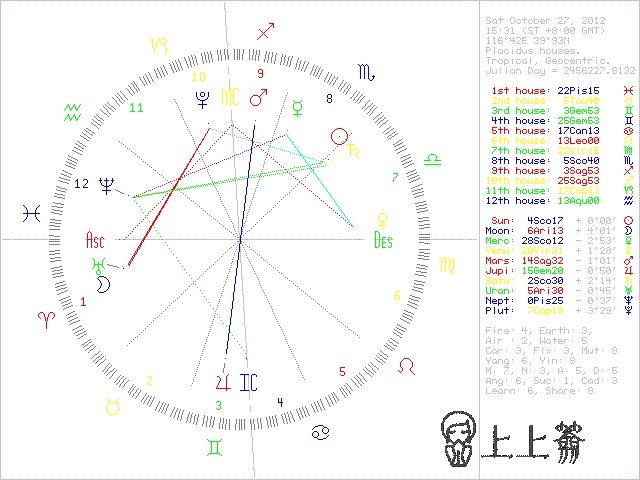 Sat October 27, 2012
15:31 (ST +8:00 GMT)
116°42E 39°93N
Placidus houses.
Tropical, Geocentric.
Julian Day = 2456227.8132
1st house: 22Pis15
2nd house: 5Tau40
3rd house: 3Gem53
4th house: 25Gem53
5th house: 17Can13
6th house: 13Leo00
7th house: 22Vir15
8th house: 5Sco40
9th house: 3Sag53
10th house: 25Sag53
11th house: 17Cap13
12th house: 13Aqu00
Sun: 4Sco17 + 0°00'
Moon: 6Ari13 + 4°01'
Merc: 28Sco12 - 2°53'
Venu: + 1°28'
Mars: 14Sag32 - 1°01'
Jupi: 15Gem20 - 0°50'
Satu: 2Sco30 + 2°14'
Uran: 5Ari30 - 0°45'
Nept: 0Pis25 - 0°37'
Plut: 7Cap19 + 3°29'
Fire: 4, Earth: 3,
Air : 2, Water: 5
Car: 3, Fix: 3, Mut: 8
Yang: 6, Yin: 8
M: 7, N: 3, A: 5, D: 5
Ang: 6, Suc: 1, Cad: 3
Learn: 6, Share: 8
10
9
8
11
MC
12
7
Asc
Des
1
6
2
5
3
4
IC
上上签